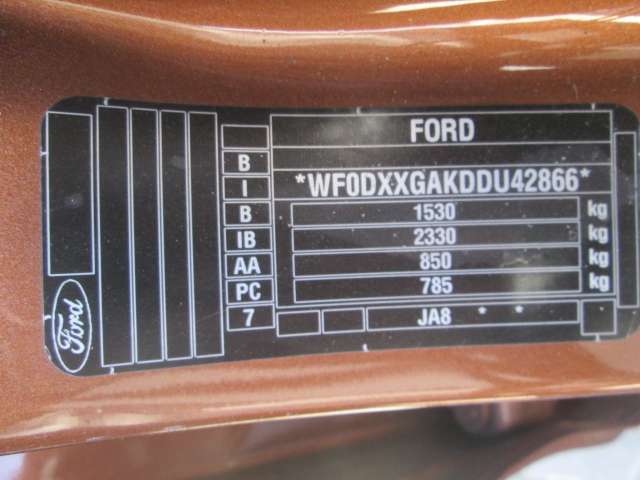 FORD
B
I *WF0DXXGAKDDU42866*
B 1530 kg
IB 2330 kg
AA 850 kg
PC 785 kg
7 JA8 * *
Ford